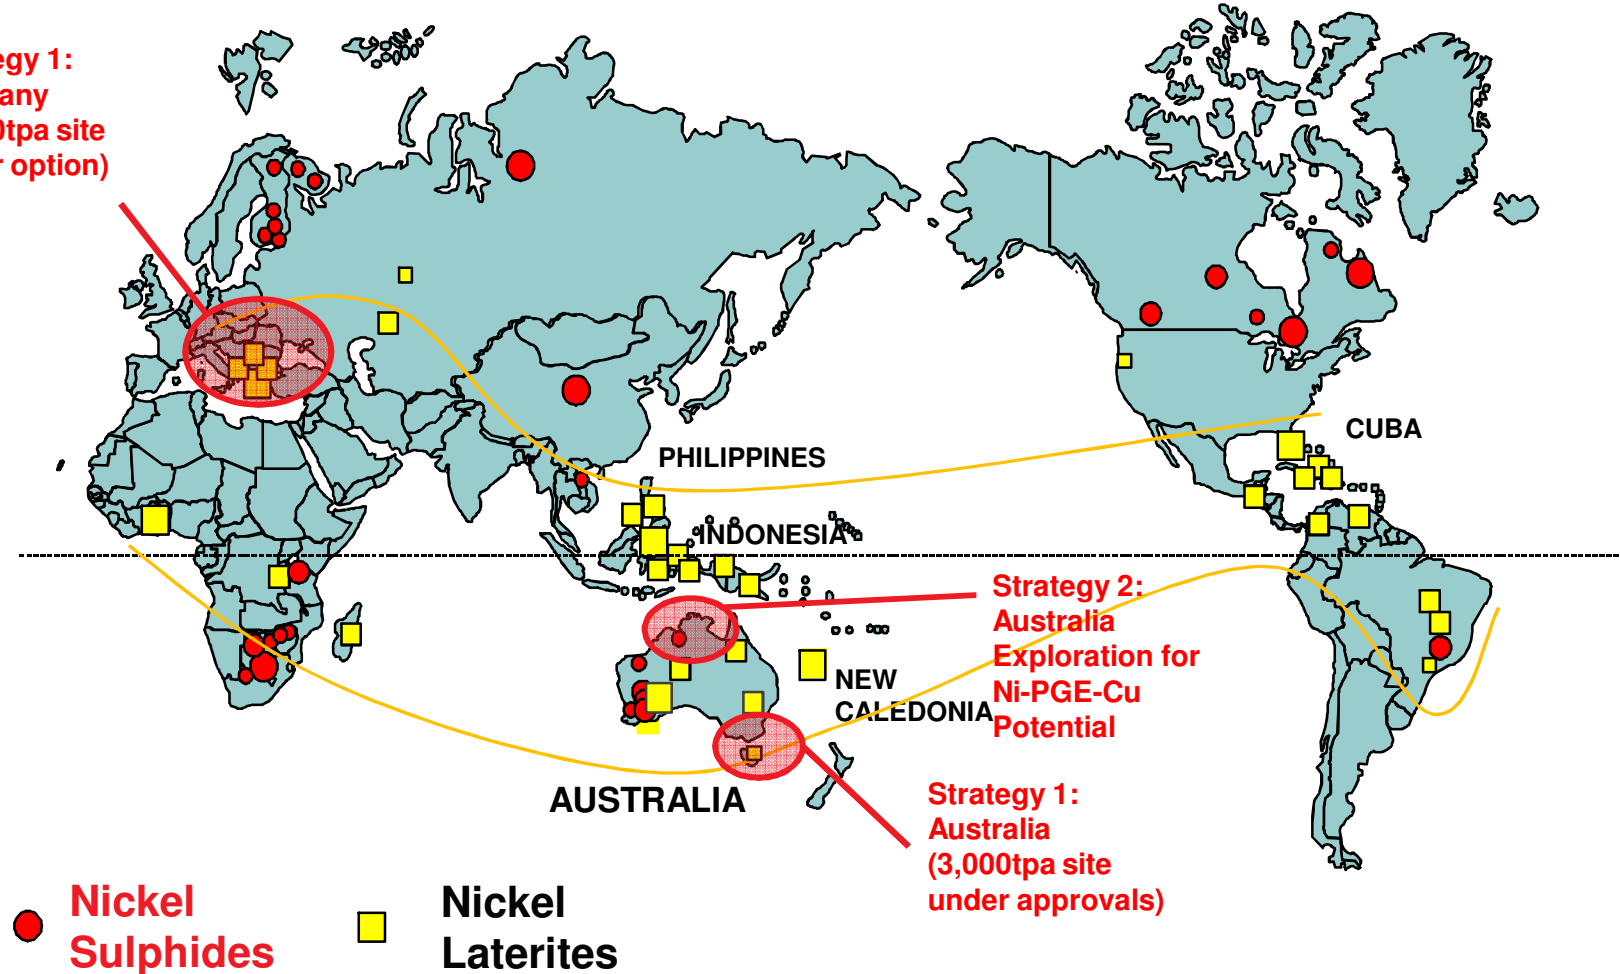 egy 1:
any
0tpa site
r option)
CUBA
PHILIPPINES
INDONESIA
Strategy 2:
Australia
Exploration for
Ni-PGE-Cu
Potential
NEW
CALEDONIA
AUSTRALIA
Strategy 1:
Australia
(3,000tpa site
under approvals)
Nickel
Sulphides
Nickel
Laterites